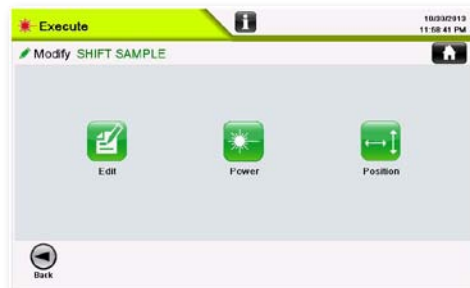 Execute
10/30/2013
11:58:41 PM
Modify SHIFT SAMPLE
Edit
Power
Position
Back